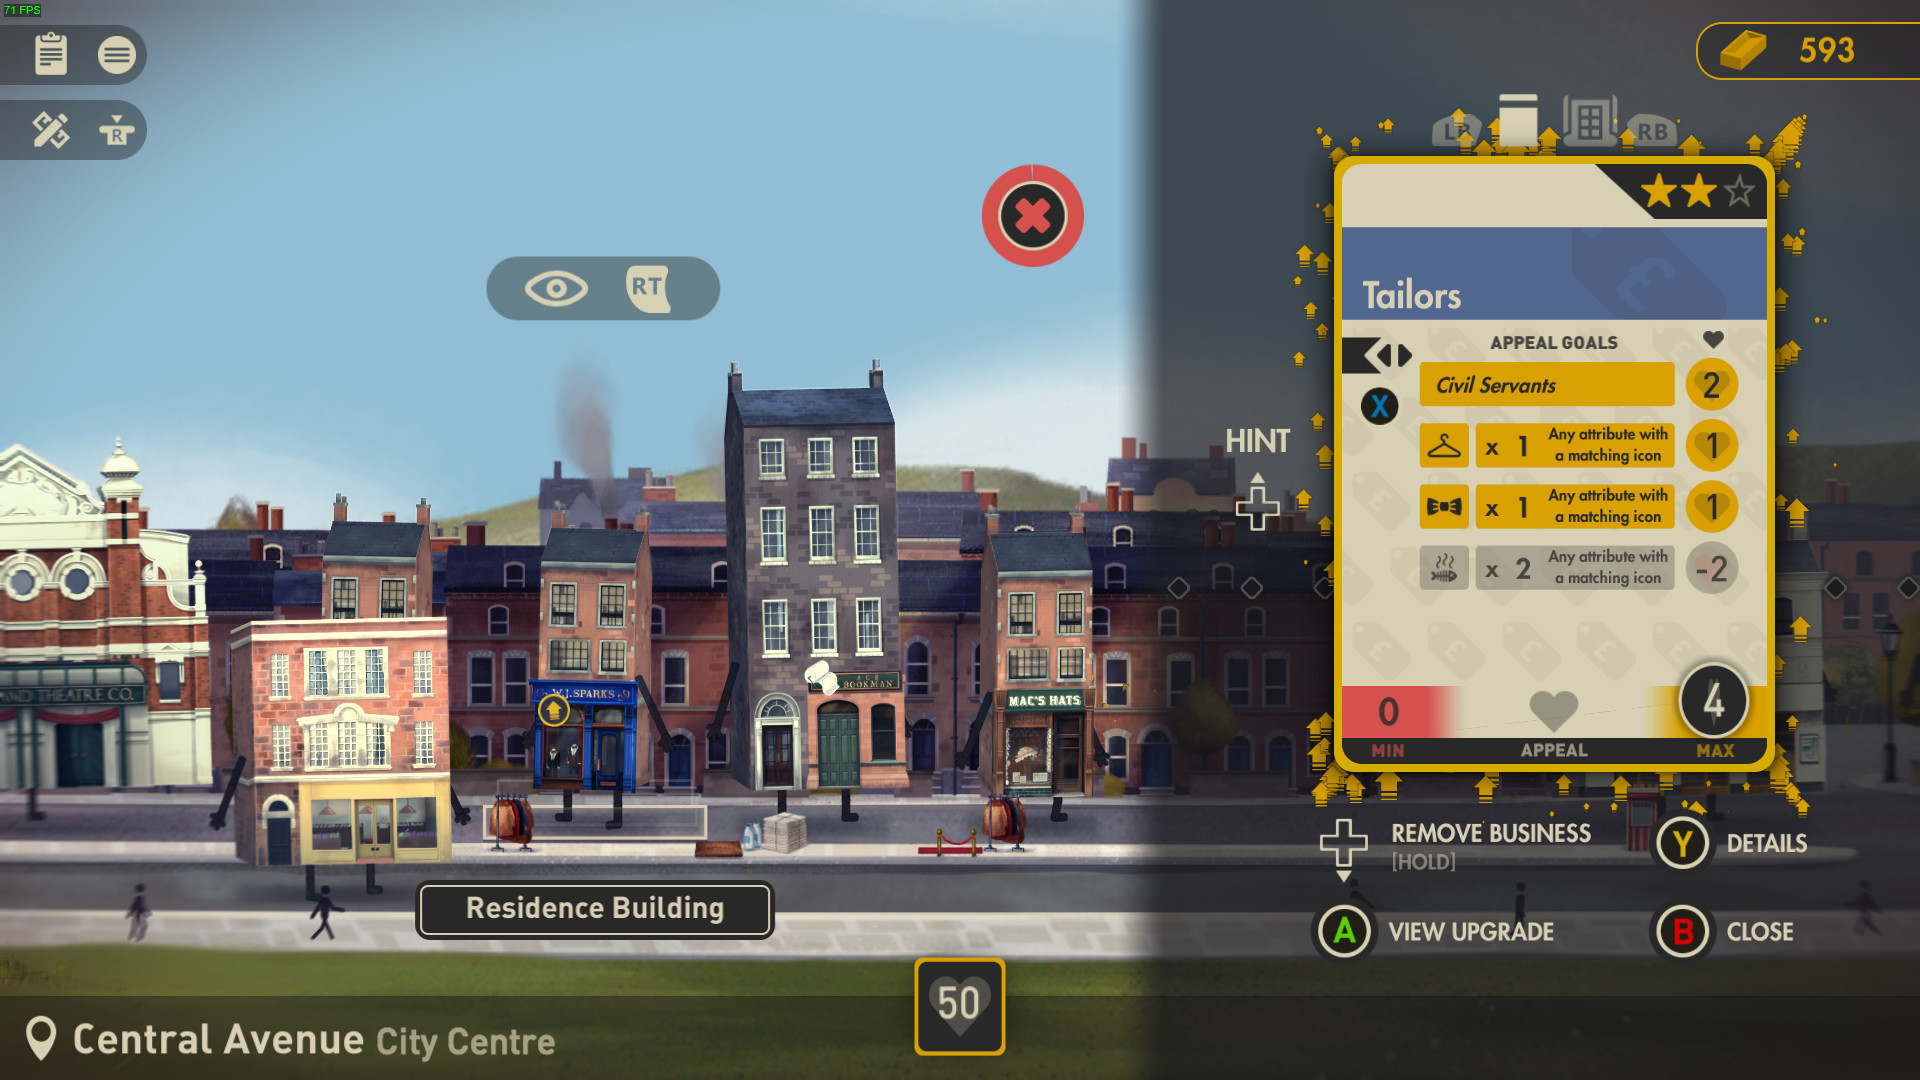 71 FPS
R
593
LB
RB
RT
Tailors
APPEAL GOALS
Civil Servants
2
x 1
Any attribute with
a matching icon
1
X
HINT
x 1
Any attribute with
a matching icon
1
x 2
Any attribute with
a matching icon
-2
0
4
MIN
APPEAL
MAX
AND THEATRE CO.
W.J. SPARKS
BOOKMAN
MAC'S HATS
REMOVE BUSINESS
[HOLD]
Y
DETAILS
A
VIEW UPGRADE
B
CLOSE
Residence Building
50
Central Avenue City Centre